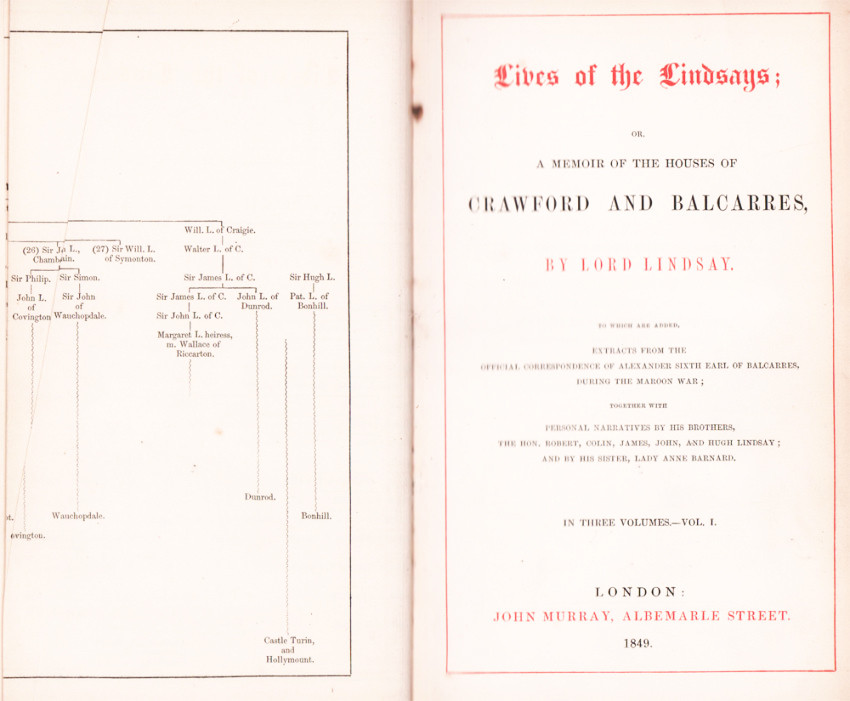 Will. L. of Craigie.
(26) Sir Ja L., (27) Sir Will. L. Walter L. of C.
Chamb in. of Symonton.
Sir Philip. Sir Simon. Sir James L. of C. Sir Hugh L.
John L. Sir John Sir James L. of C. John L. of Pat. L. of
of of Dunrod. Bonhill.
Covington Wauchopdale. Sir John L. of C.
Margaret L. heiress,
m. Wallace of
Riccarton.
Dunrod.
Wauchopdale. Bonhill.
ovington.
Castle Turin,
and
Hollymount.
Lives of the Lindsays;
OR,
A MEMOIR OF THE HOUSES OF
CRAWFORD AND BALCARRES,
BY LORD LINDSAY.
TO WHICH ARE ADDED,
EXTRACTS FROM THE
OFFICIAL CORRESPONDENCE OF ALEXANDER SIXTH EARL OF BALCARRES,
DURING THE MAROON WAR;
TOGETHER WITH
PERSONAL NARRATIVES BY HIS BROTHERS,
THE HON. ROBERT, COLIN, JAMES, JOHN, AND HUGH LINDSAY;
AND BY HIS SISTER, LADY ANNE BARNARD.
IN THREE VOLUMES.—VOL. I.
LONDON:
JOHN MURRAY, ALBEMARLE STREET.
1849.